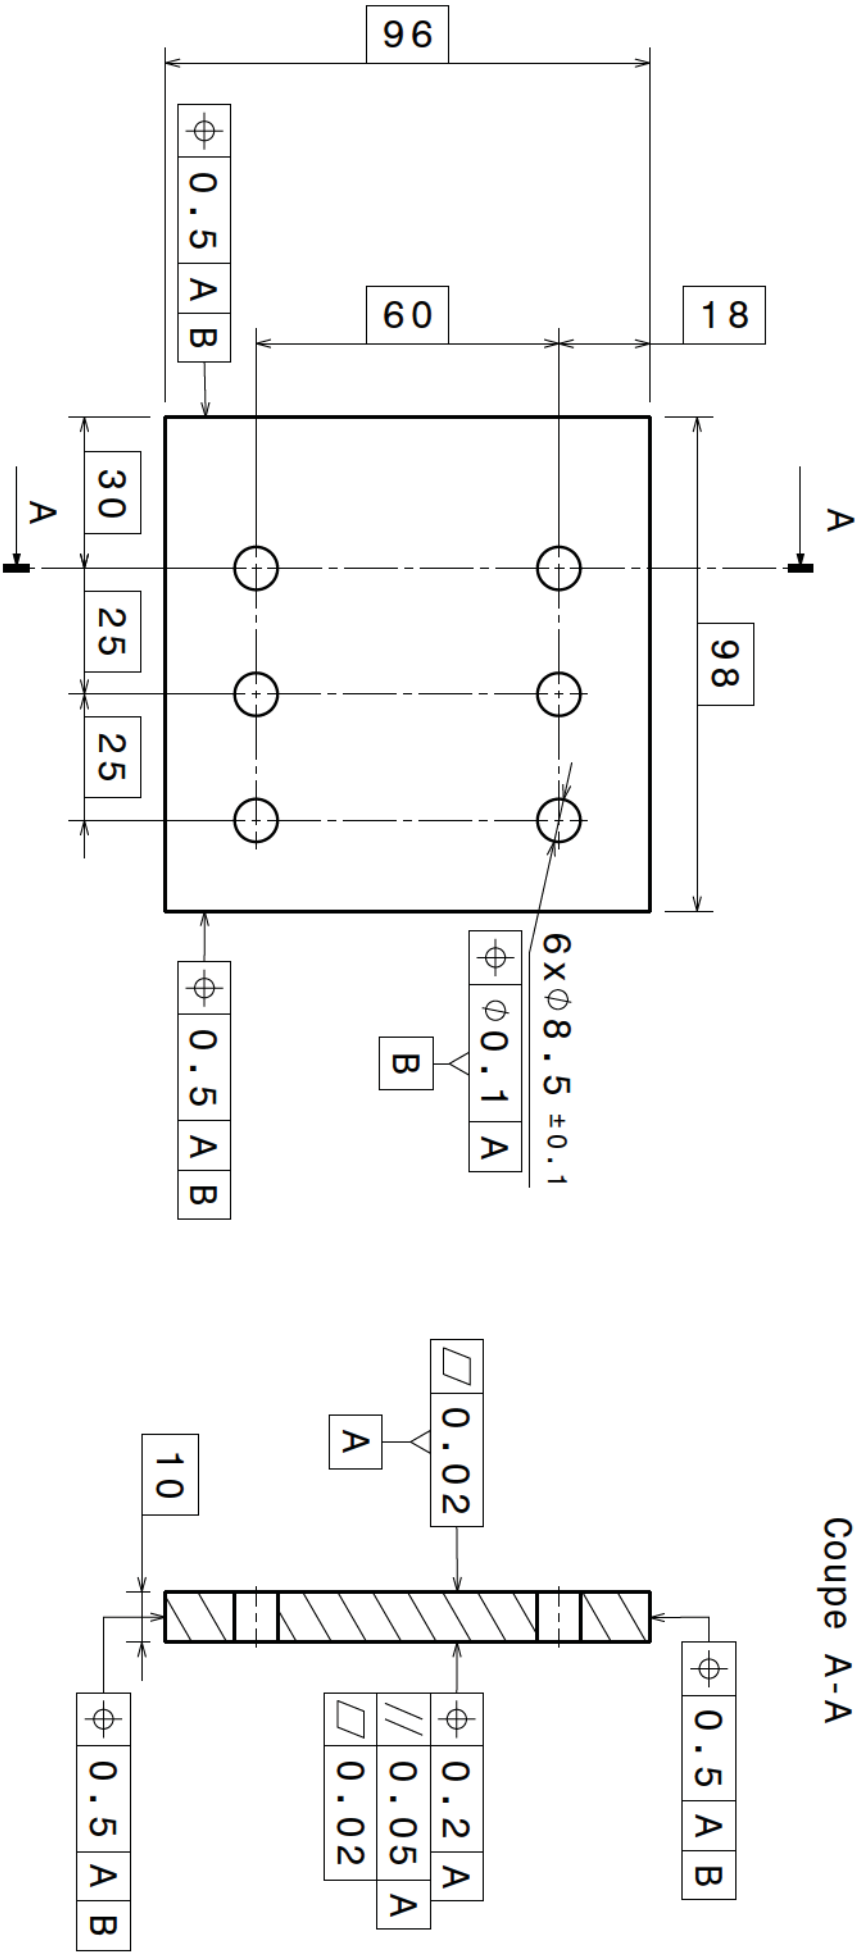 96
⌖ 0.5 A B
60
18
30
25
25
A
A
98
6x⌀8.5 ±0.1
⌖ ⌀0.1 A
B
⌖ 0.5 A B
Coupe A-A
⏥ 0.02
A
10
⌖ 0.5 A B
⌖ 0.2 A
// 0.05 A
⏥ 0.02
⌖ 0.5 A B